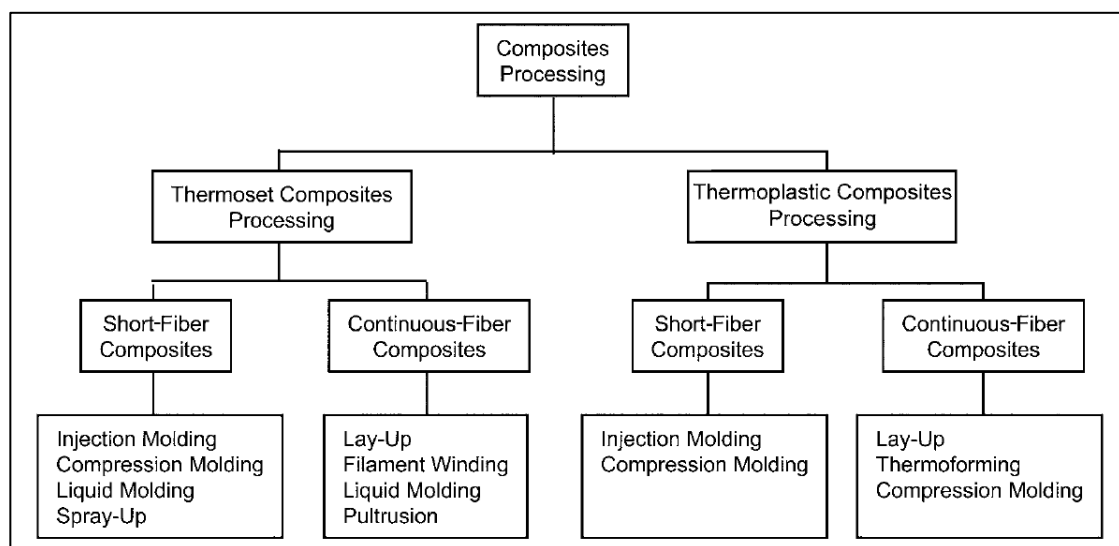 Composites
Processing
Thermoset Composites
Processing
Thermoplastic Composites
Processing
Short-Fiber
Composites
Continuous-Fiber
Composites
Short-Fiber
Composites
Continuous-Fiber
Composites
Injection Molding
Compression Molding
Liquid Molding
Spray-Up
Lay-Up
Filament Winding
Liquid Molding
Pultrusion
Injection Molding
Compression Molding
Lay-Up
Thermoforming
Compression Molding